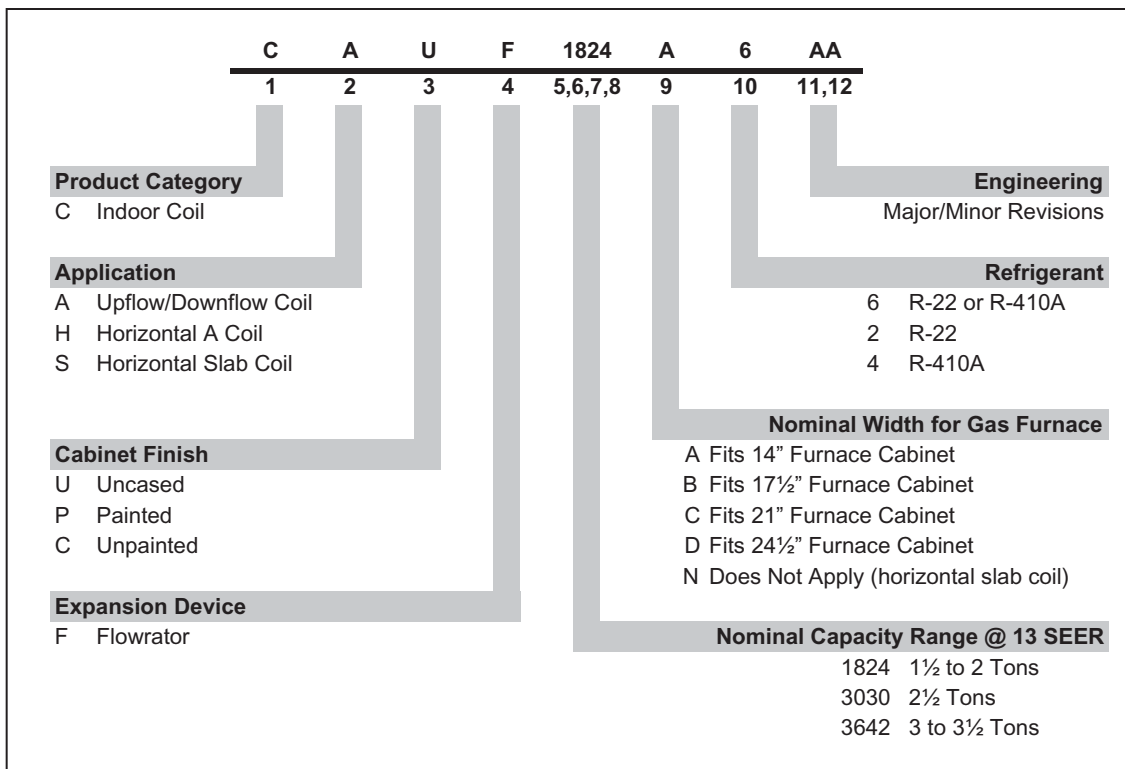 C A U F 1824 A 6 AA
1 2 3 4 5,6,7,8 9 10 11,12
Product Category
C Indoor Coil
Engineering
Major/Minor Revisions
Application
A Upflow/Downflow Coil
H Horizontal A Coil
S Horizontal Slab Coil
Refrigerant
6 R-22 or R-410A
2 R-22
4 R-410A
Cabinet Finish
U Uncased
P Painted
C Unpainted
Nominal Width for Gas Furnace
A Fits 14” Furnace Cabinet
B Fits 17½” Furnace Cabinet
C Fits 21” Furnace Cabinet
D Fits 24½” Furnace Cabinet
N Does Not Apply (horizontal slab coil)
Expansion Device
F Flowrator
Nominal Capacity Range @ 13 SEER
1824 1½ to 2 Tons
3030 2½ Tons
3642 3 to 3½ Tons